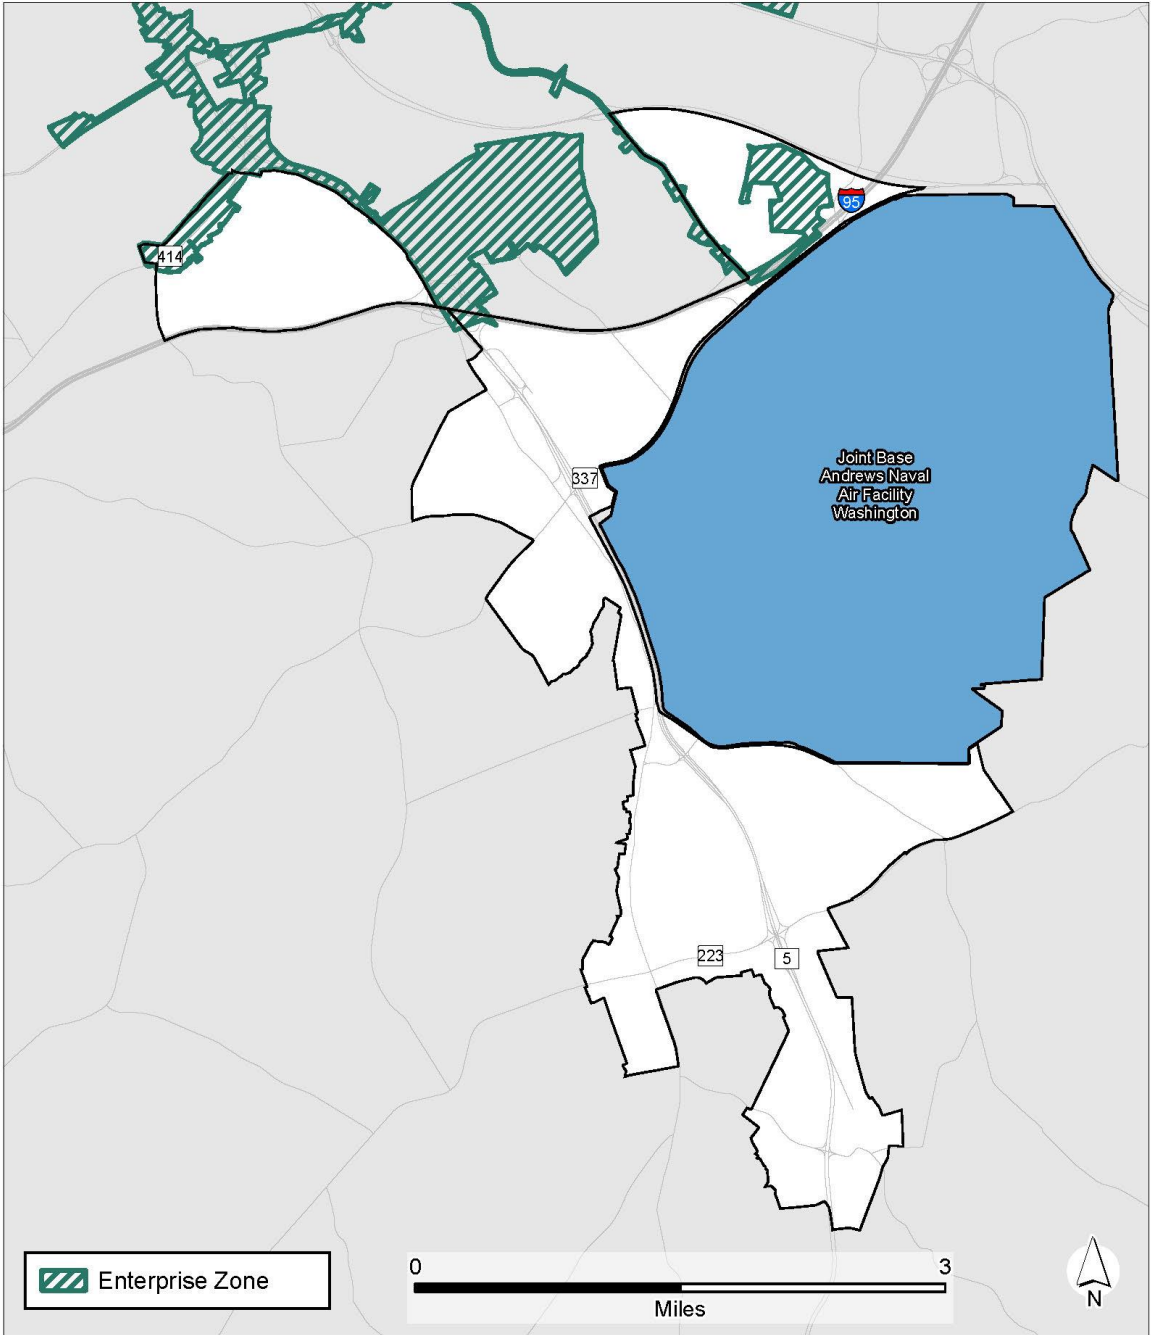 95
414
Joint Base
Andrews Naval
Air Facility
Washington
337
223
5
Enterprise Zone
0 3
Miles
N